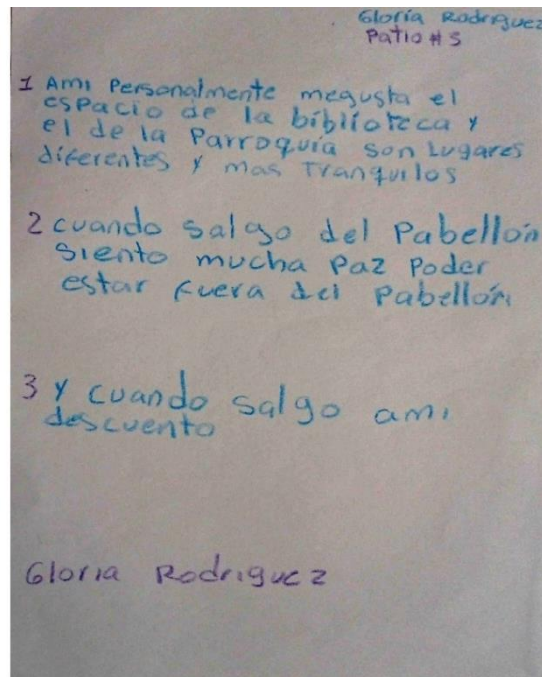 Gloria Rodriguez
Patio # 5
1 Ami Personalmente megusta el
espacio de la biblioteca y
el de la Parroquia son Lugares
diferentes y mas Tranquilos
2 cuando salgo del Pabellón
siento mucha Paz Poder
estar fuera del Pabellón
3 y cuando salgo ami
descuento
Gloria Rodriguez